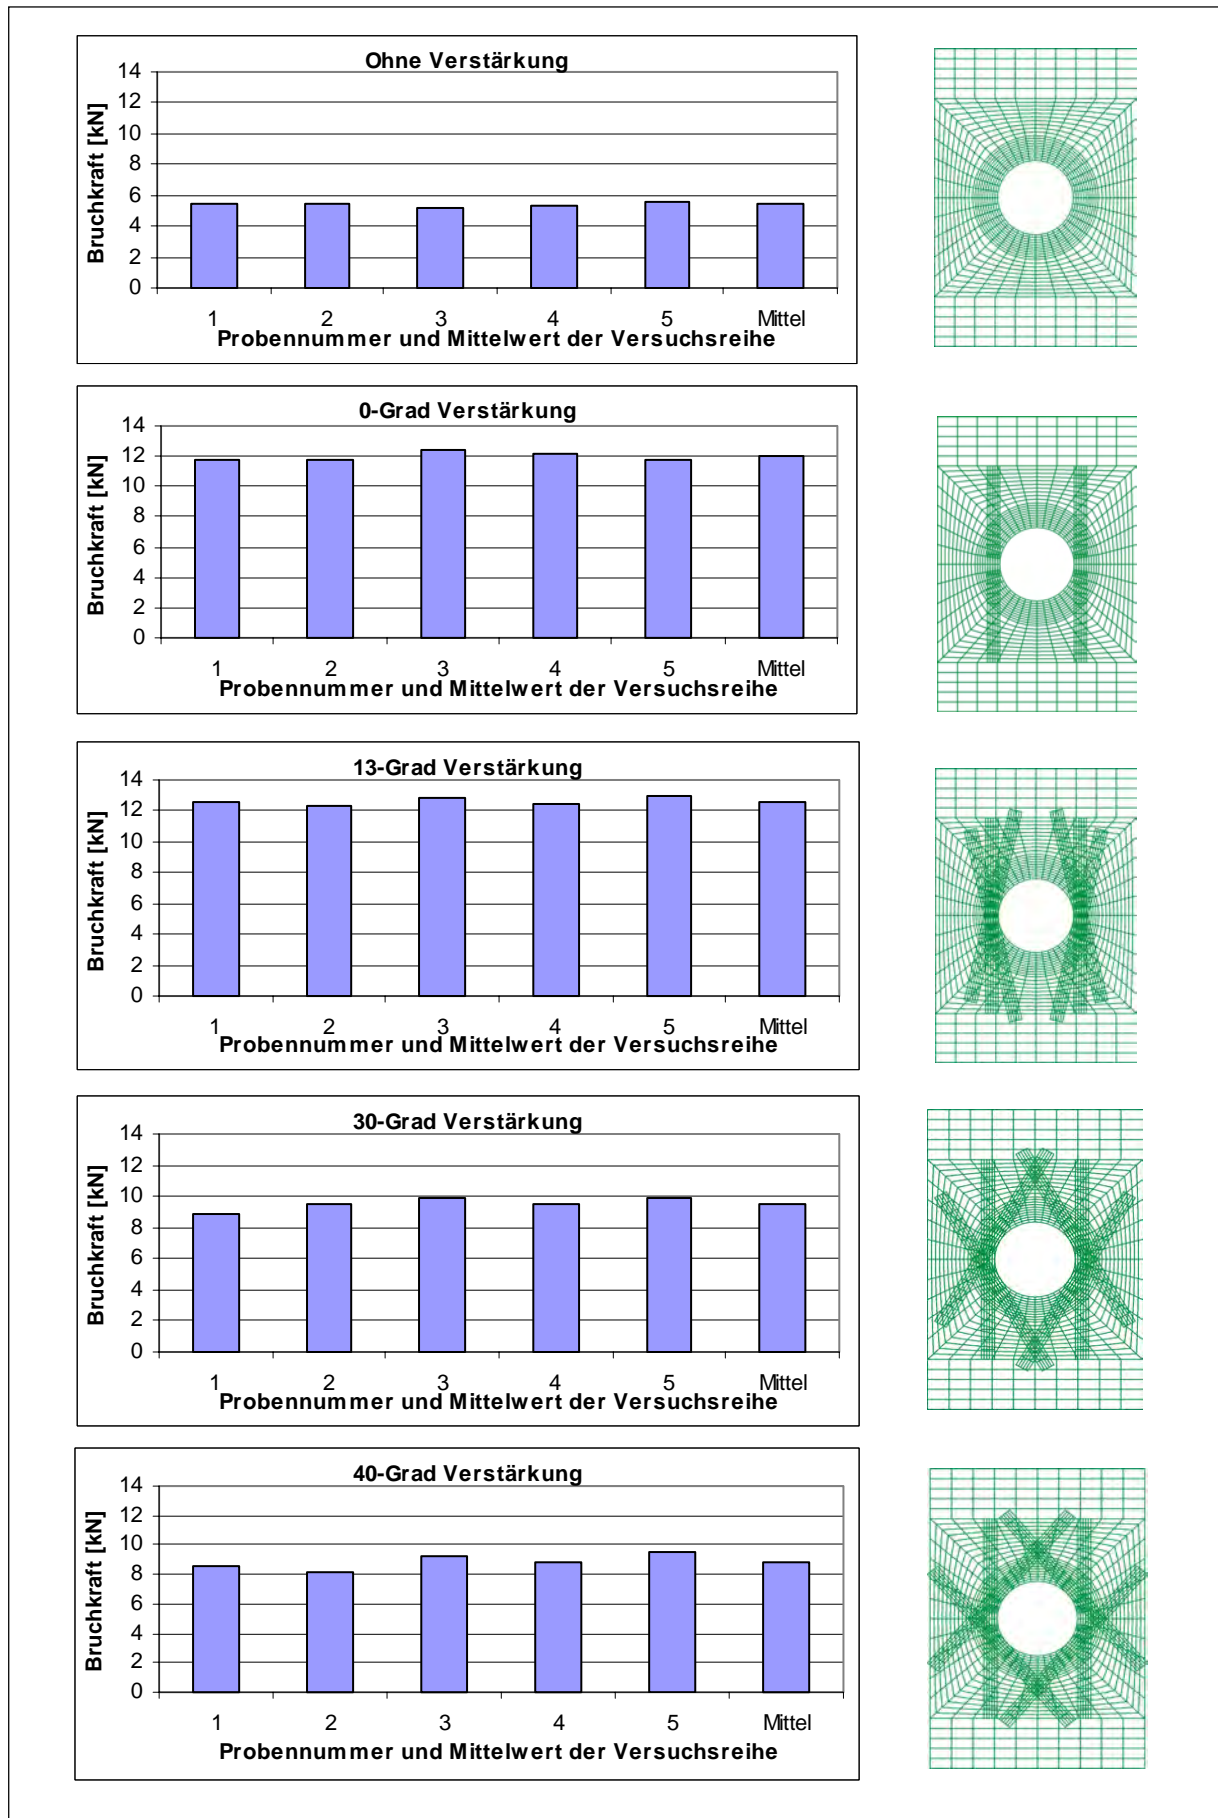 Ohne Verstärkung
Bruchkraft [kN]
14
12
10
8
6
4
2
0
1 2 3 4 5 Mittel
Probennummer und Mittelwert der Versuchsreihe
0-Grad Verstärkung
Bruchkraft [kN]
14
12
10
8
6
4
2
0
1 2 3 4 5 Mittel
Probennummer und Mittelwert der Versuchsreihe
13-Grad Verstärkung
Bruchkraft [kN]
14
12
10
8
6
4
2
0
1 2 3 4 5 Mittel
Probennummer und Mittelwert der Versuchsreihe
30-Grad Verstärkung
Bruchkraft [kN]
14
12
10
8
6
4
2
0
1 2 3 4 5 Mittel
Probennummer und Mittelwert der Versuchsreihe
40-Grad Verstärkung
Bruchkraft [kN]
14
12
10
8
6
4
2
0
1 2 3 4 5 Mittel
Probennummer und Mittelwert der Versuchsreihe